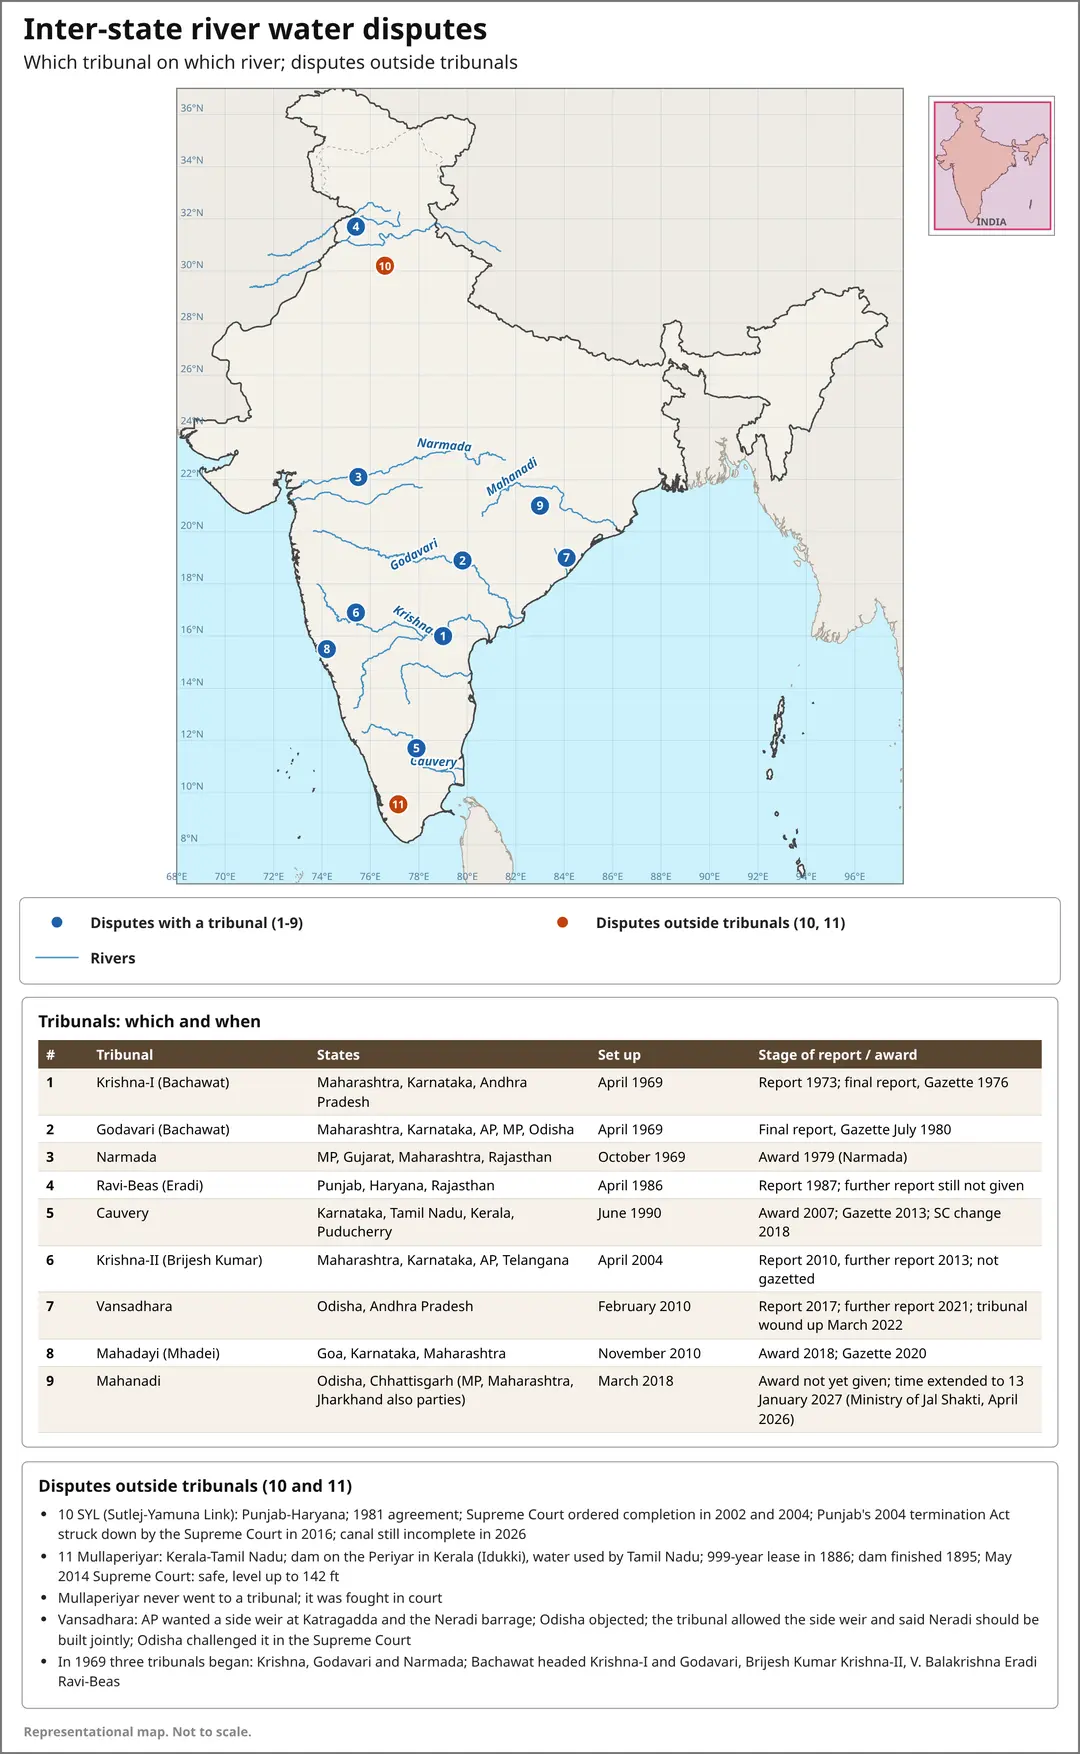 Inter-state river water disputes
Which tribunal on which river; disputes outside tribunals
36°N
34°N
32°N
30°N
28°N
26°N
24°N
22°N
20°N
18°N
16°N
14°N
12°N
10°N
8°N
68°E 70°E 72°E 74°E 76°E 78°E 80°E 82°E 84°E 86°E 88°E 90°E 92°E 94°E 96°E
INDIA
4
10
Narmada
3
Mahanadi
9
Godavari
2
7
6
Krishna
1
8
5
Cauvery
11
Disputes with a tribunal (1-9)
Disputes outside tribunals (10, 11)
Rivers
Tribunals: which and when
# Tribunal States Set up Stage of report / award
1 Krishna-I (Bachawat) Maharashtra, Karnataka, Andhra April 1969 Report 1973; final report, Gazette 1976
Pradesh
2 Godavari (Bachawat) Maharashtra, Karnataka, AP, MP, Odisha April 1969 Final report, Gazette July 1980
3 Narmada MP, Gujarat, Maharashtra, Rajasthan October 1969 Award 1979 (Narmada)
4 Ravi-Beas (Eradi) Punjab, Haryana, Rajasthan April 1986 Report 1987; further report still not given
5 Cauvery Karnataka, Tamil Nadu, Kerala, June 1990 Award 2007; Gazette 2013; SC change
Puducherry 2018
6 Krishna-II (Brijesh Kumar) Maharashtra, Karnataka, AP, Telangana April 2004 Report 2010, further report 2013; not
gazetted
7 Vansadhara Odisha, Andhra Pradesh February 2010 Report 2017; further report 2021; tribunal
wound up March 2022
8 Mahadayi (Mhadei) Goa, Karnataka, Maharashtra November 2010 Award 2018; Gazette 2020
9 Mahanadi Odisha, Chhattisgarh (MP, Maharashtra, March 2018 Award not yet given; time extended to 13
Jharkhand also parties) January 2027 (Ministry of Jal Shakti, April
2026)
Disputes outside tribunals (10 and 11)
• 10 SYL (Sutlej-Yamuna Link): Punjab-Haryana; 1981 agreement; Supreme Court ordered completion in 2002 and 2004; Punjab's 2004 termination Act
struck down by the Supreme Court in 2016; canal still incomplete in 2026
• 11 Mullaperiyar: Kerala-Tamil Nadu; dam on the Periyar in Kerala (Idukki), water used by Tamil Nadu; 999-year lease in 1886; dam finished 1895; May
2014 Supreme Court: safe, level up to 142 ft
• Mullaperiyar never went to a tribunal; it was fought in court
• Vansadhara: AP wanted a side weir at Katragadda and the Neradi barrage; Odisha objected; the tribunal allowed the side weir and said Neradi should be
built jointly; Odisha challenged it in the Supreme Court
• In 1969 three tribunals began: Krishna, Godavari and Narmada; Bachawat headed Krishna-I and Godavari, Brijesh Kumar Krishna-II, V. Balakrishna Eradi
Ravi-Beas
Representational map. Not to scale.